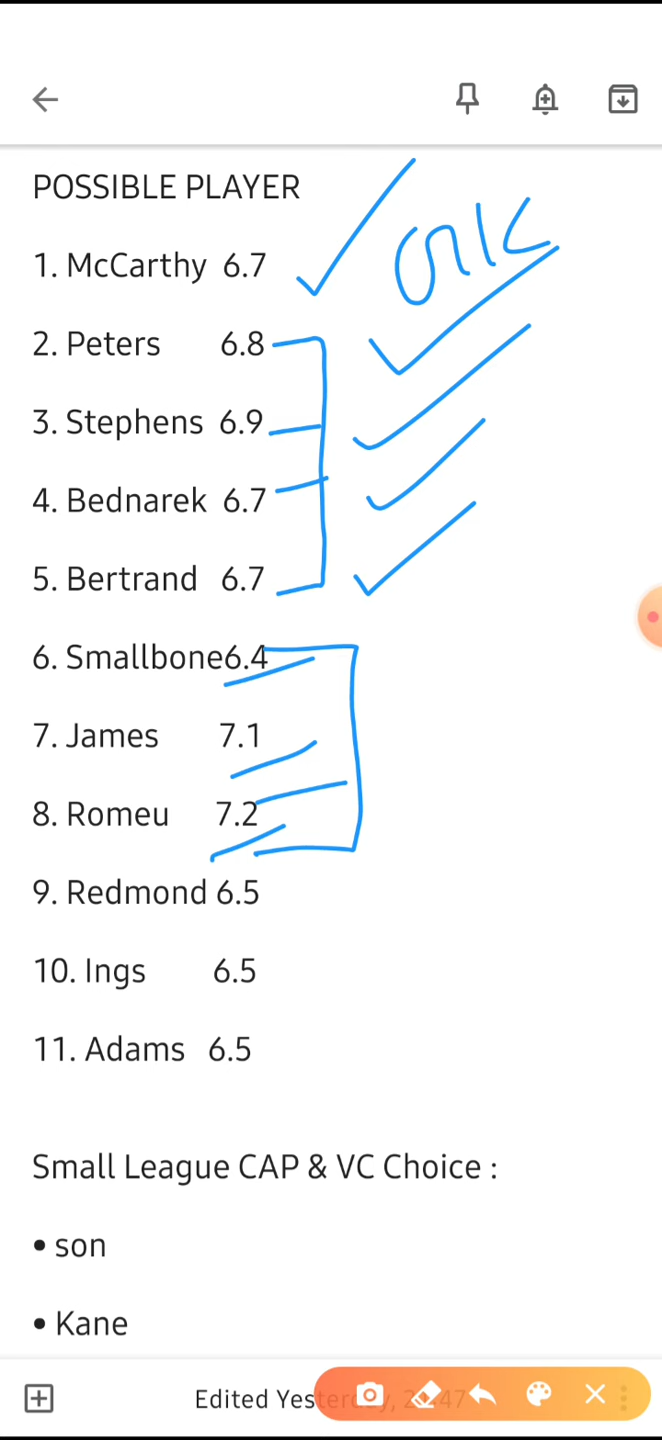 POSSIBLE PLAYER
GK
1. McCarthy 6.7
2. Peters 6.8
3. Stephens 6.9
4. Bednarek 6.7
5. Bertrand 6.7
6. Smallbone6.4
7. James 7.1
8. Romeu 7.2
9. Redmond 6.5
10. Ings 6.5
11. Adams 6.5
Small League CAP & VC Choice :
• son
• Kane
Edited